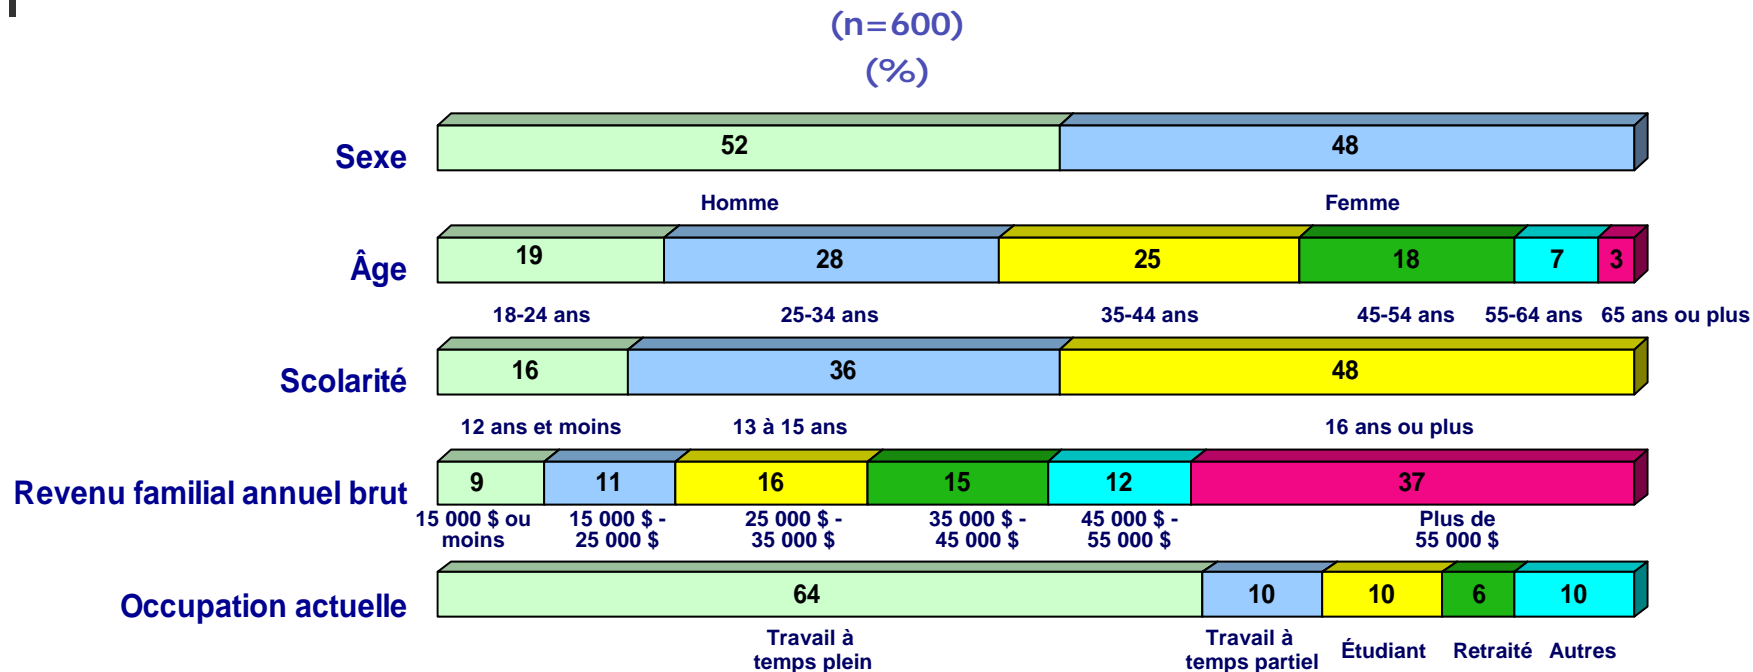 (n=600)
(%)
Sexe
52 48
Homme Femme
Âge
19 28 25 18 7 3
18-24 ans 25-34 ans 35-44 ans 45-54 ans 55-64 ans 65 ans ou plus
Scolarité
16 36 48
12 ans et moins 13 à 15 ans 16 ans ou plus
Revenu familial annuel brut
9 11 16 15 12 37
15 000 $ ou 15 000 $ - 25 000 $ - 35 000 $ - 45 000 $ - Plus de
moins 25 000 $ 35 000 $ 45 000 $ 55 000 $ 55 000 $
Occupation actuelle
64 10 10 6 10
Travail à Travail à
temps plein temps partiel Étudiant Retraité Autres